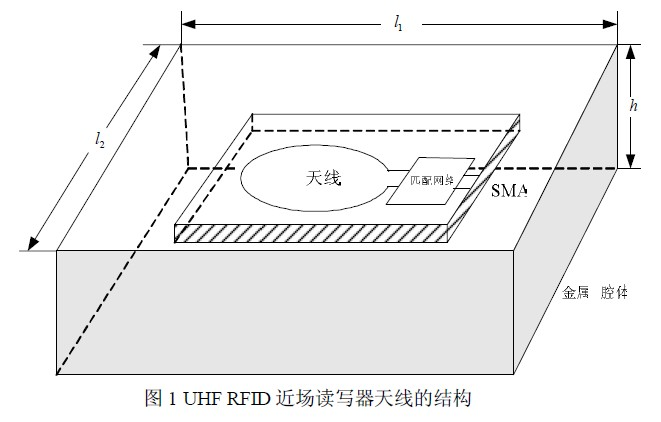 l1
l2
h
天线
匹配网络
SMA
金属 腔体
图 1 UHF RFID 近场读写器天线的结构